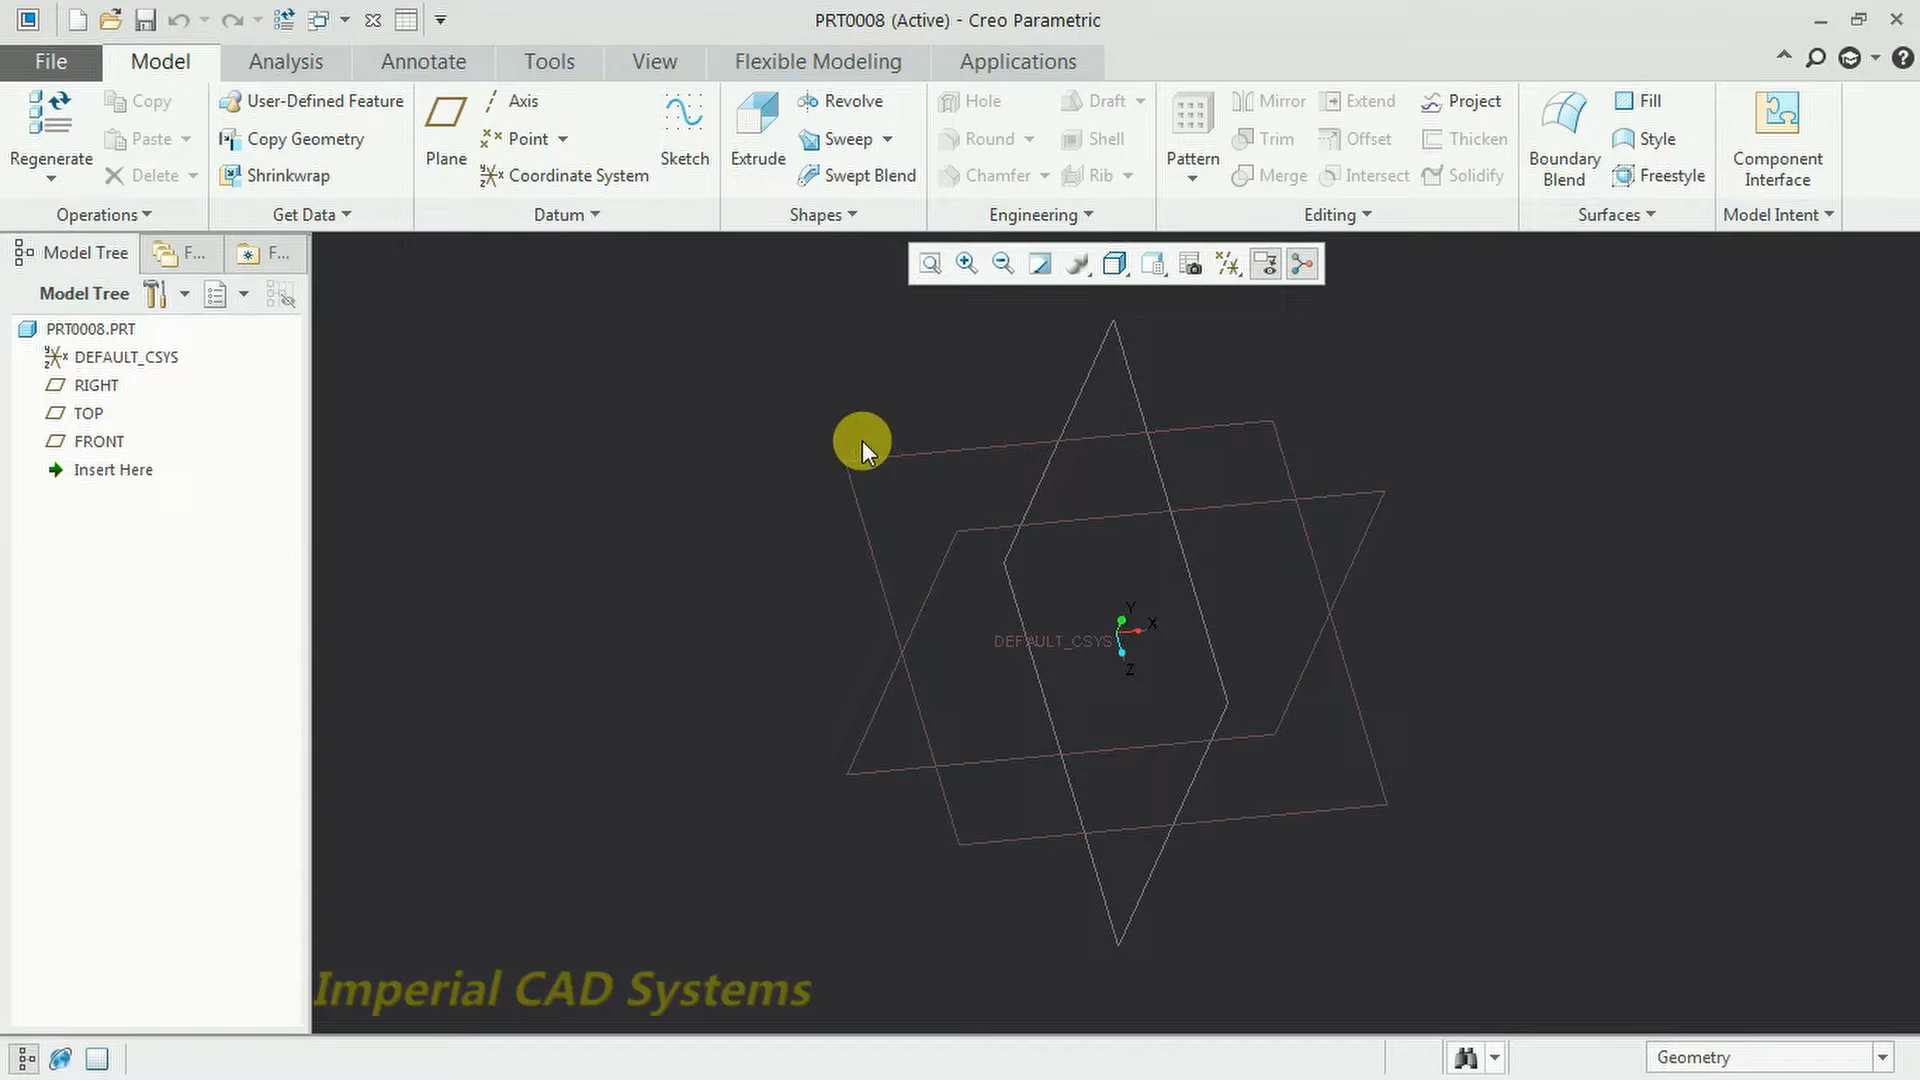 PRT0008 (Active) - Creo Parametric
File Model Analysis Annotate Tools View Flexible Modeling Applications
Regenerate
Copy
Paste
Delete
Operations
User-Defined Feature
Copy Geometry
Shrinkwrap
Get Data
Plane
Axis
Point
Coordinate System
Sketch
Datum
Extrude
Revolve
Sweep
Swept Blend
Shapes
Hole
Round
Chamfer
Draft
Shell
Rib
Engineering
Pattern
Mirror
Trim
Merge
Extend
Offset
Intersect
Project
Thicken
Solidify
Editing
Boundary
Blend
Fill
Style
Freestyle
Surfaces
Component
Interface
Model Intent
Model Tree F... F...
Model Tree
PRT0008.PRT
DEFAULT_CSYS
RIGHT
TOP
FRONT
Insert Here
Y
X
DEFAULT_CSYS
Z
Imperial CAD Systems
Geometry